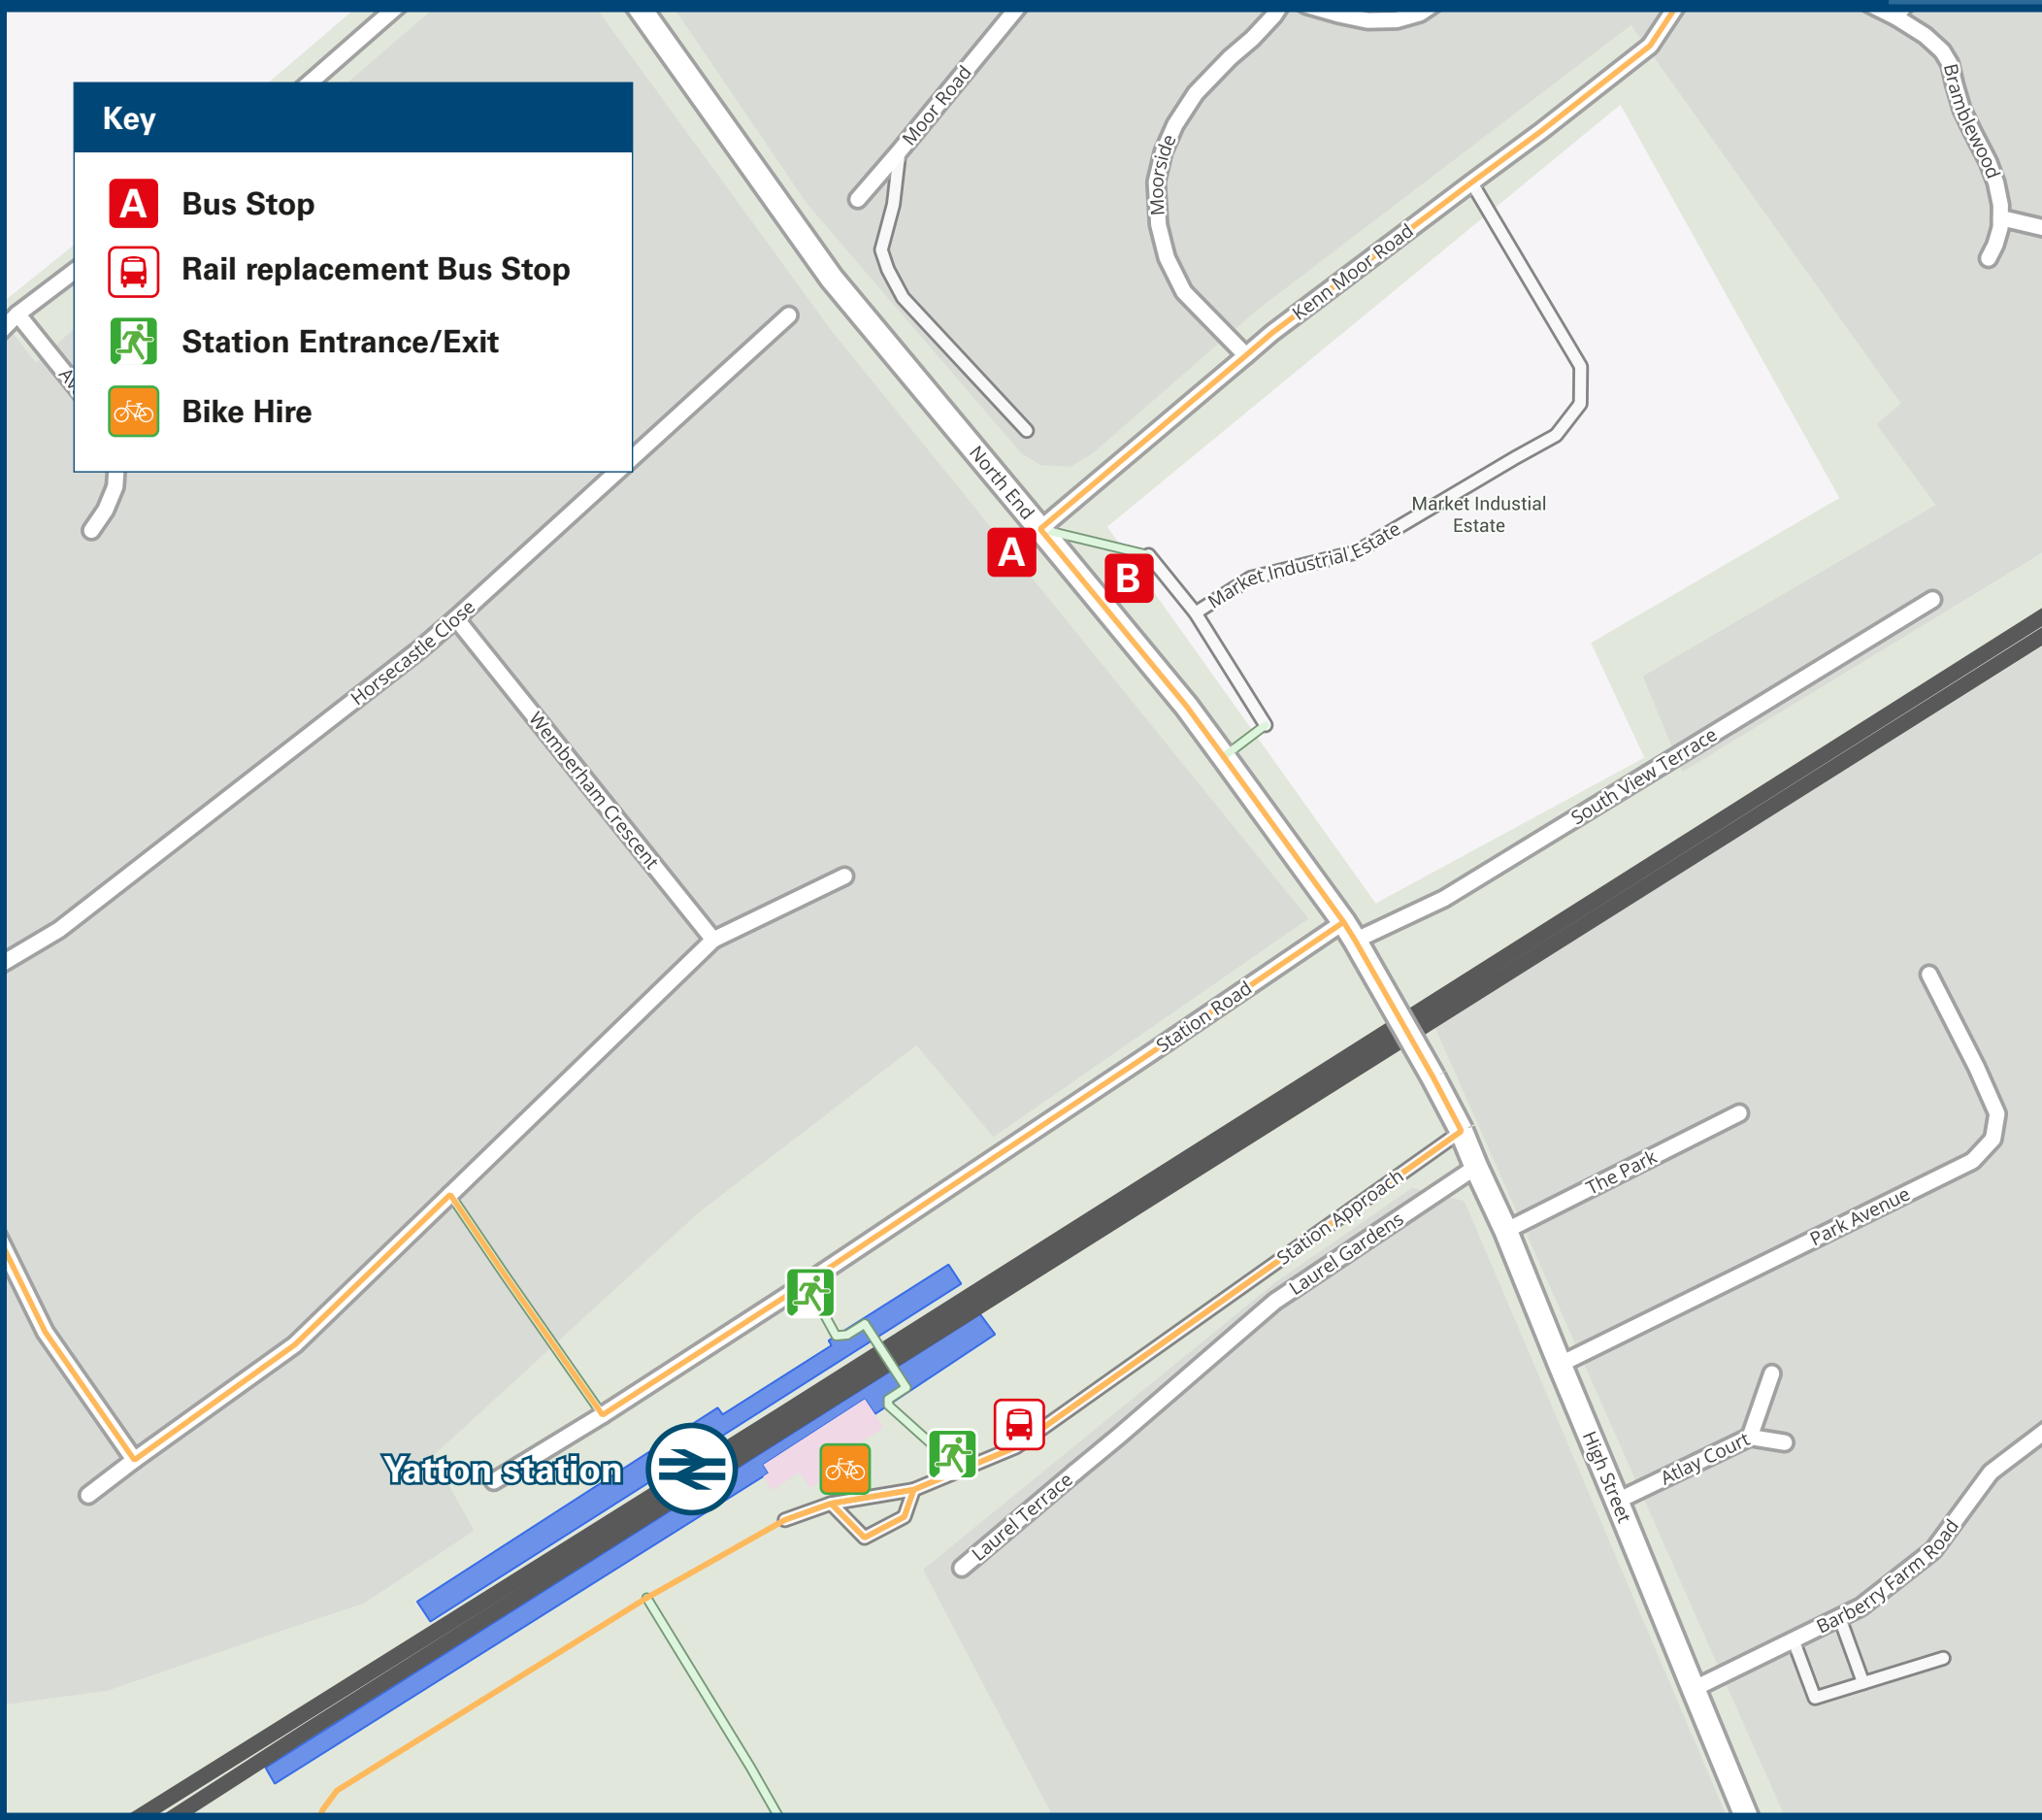 Key
A
Bus Stop
Rail replacement Bus Stop
Station Entrance/Exit
Bike Hire
Moor Road
Moorside
Bramblewood
Kenn Moor Road
North End
Market Industial
Estate
A
B
Market Industrial Estate
Horsecastle Close
Wemberham Crescent
South View Terrace
Station Road
The Park
Station Approach
Park Avenue
Laurel Gardens
Yatton station
High Street
Atlay Court
Laurel Terrace
Barberry Farm Road